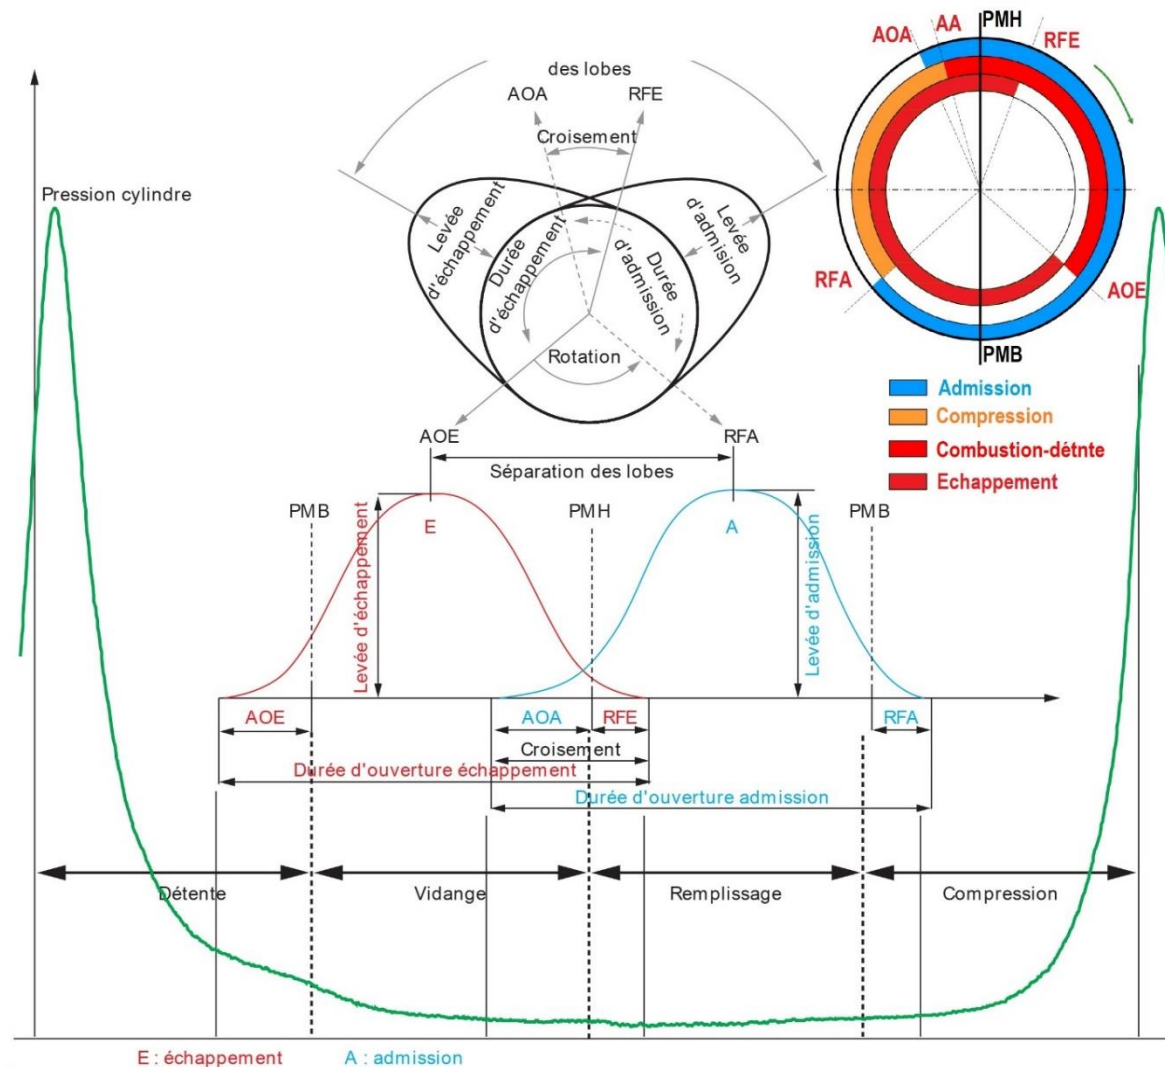 PMH
AA
AOA
RFE
des lobes
AOA
RFE
Croisement
Pression cylindre
Levée
d'échappement
Durée
d'échappement
Durée
d'admission
Levée
d'admision
Rotation
RFA
AOE
PMB
Admission
Compression
Combustion-détnte
Echappement
AOE
RFA
Séparation des lobes
PMB
PMH
PMB
E
A
Levée d'échappement
Levée d'admission
AOE
AOA
RFE
RFA
Croisement
Durée d'ouverture échappement
Durée d'ouverture admission
Détente
Vidange
Remplissage
Compression
E : échappement
A : admission